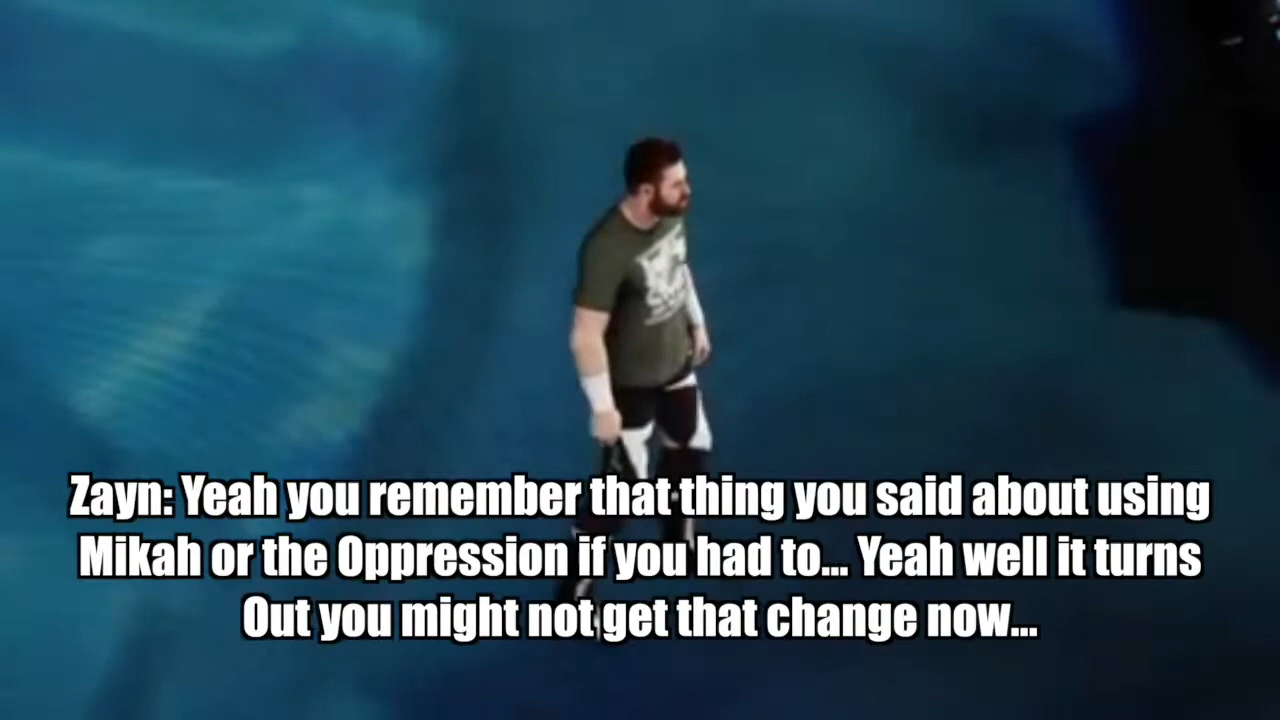 Zayn: Yeah you remember that thing you said about using
Mikah or the Oppression if you had to... Yeah well it turns
Out you might not get that change now...